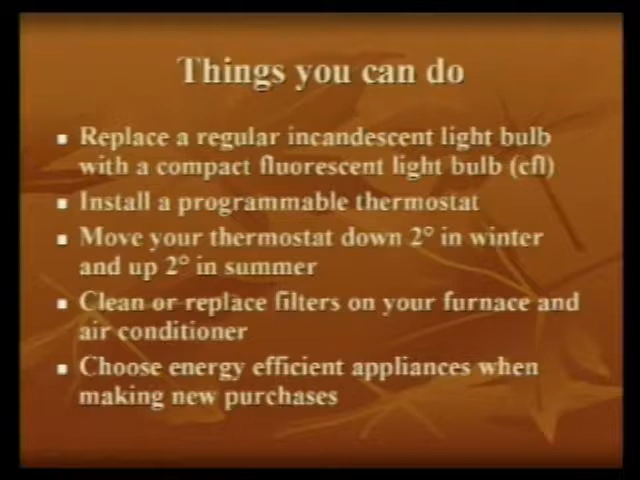 Things you can do
Replace a regular incandescent light bulb
with a compact fluorescent light bulb (cfl)
Install a programmable thermostat
Move your thermostat down 2° in winter
and up 2° in summer
Clean or replace filters on your furnace and
air conditioner
Choose energy efficient appliances when
making new purchases